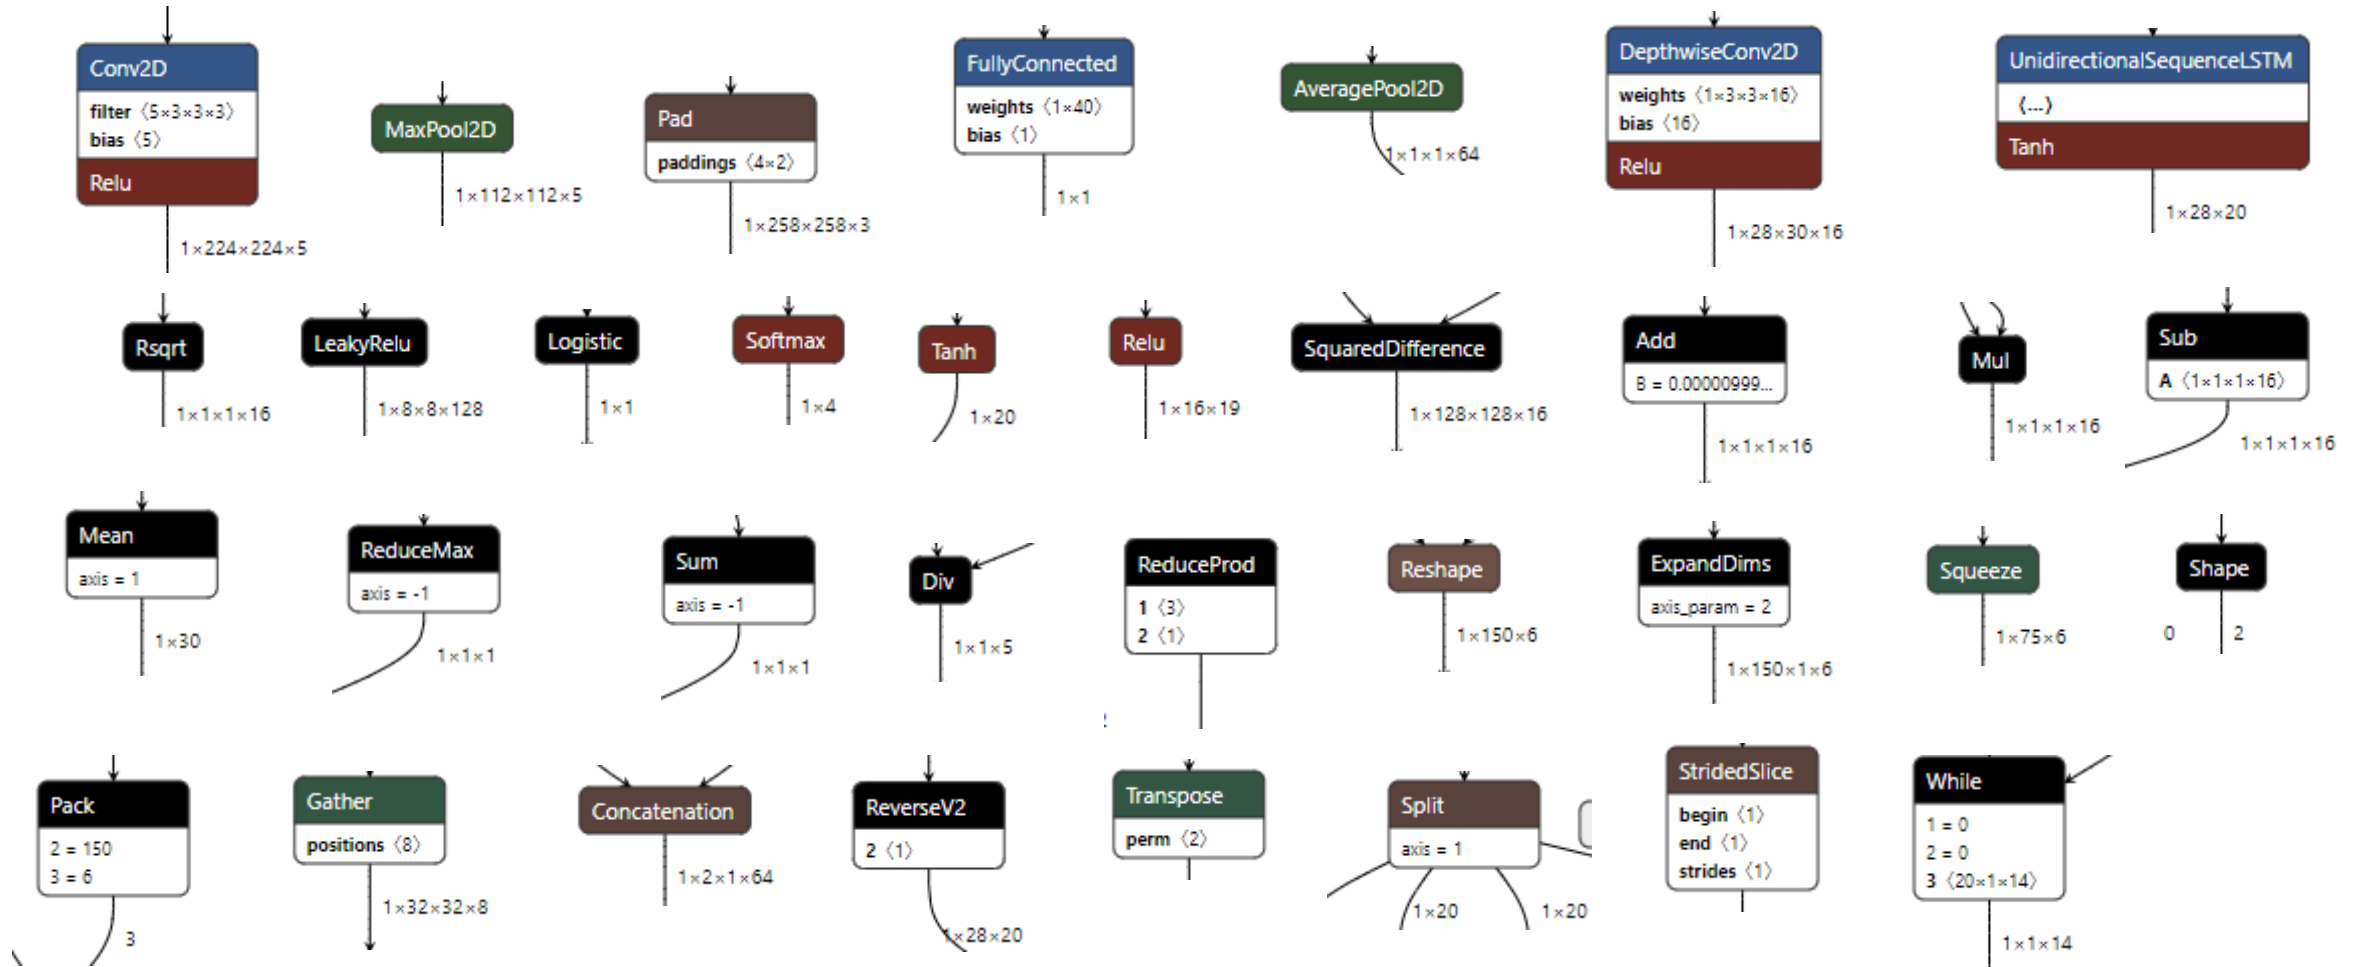 Conv2D
filter ⟨5×3×3×3⟩
bias ⟨5⟩
Relu
1×224×224×5
MaxPool2D
1×112×112×5
Pad
paddings ⟨4×2⟩
1×258×258×3
FullyConnected
weights ⟨1×40⟩
bias ⟨1⟩
1×1
AveragePool2D
1×1×1×64
DepthwiseConv2D
weights ⟨1×3×3×16⟩
bias ⟨16⟩
Relu
1×28×30×16
UnidirectionalSequenceLSTM
⟨...⟩
Tanh
1×28×20
Rsqrt
1×1×1×16
LeakyRelu
1×8×8×128
Logistic
1×1
Softmax
1×4
Tanh
1×20
Relu
1×16×19
SquaredDifference
1×128×128×16
Add
B = 0.00000999...
1×1×1×16
Mul
1×1×1×16
Sub
A ⟨1×1×1×16⟩
1×1×1×16
Mean
axis = 1
1×30
ReduceMax
axis = -1
1×1×1
Sum
axis = -1
1×1×1
Div
1×1×5
ReduceProd
1 ⟨3⟩
2 ⟨1⟩
Reshape
1×150×6
ExpandDims
axis_param = 2
1×150×1×6
Squeeze
1×75×6
Shape
0 2
Pack
2 = 150
3 = 6
3
Gather
positions ⟨8⟩
1×32×32×8
Concatenation
1×2×1×64
ReverseV2
2 ⟨1⟩
1×28×20
Transpose
perm ⟨2⟩
Split
axis = 1
1×20 1×20
StridedSlice
begin ⟨1⟩
end ⟨1⟩
strides ⟨1⟩
While
1 = 0
2 = 0
3 ⟨20×1×14⟩
1×1×14